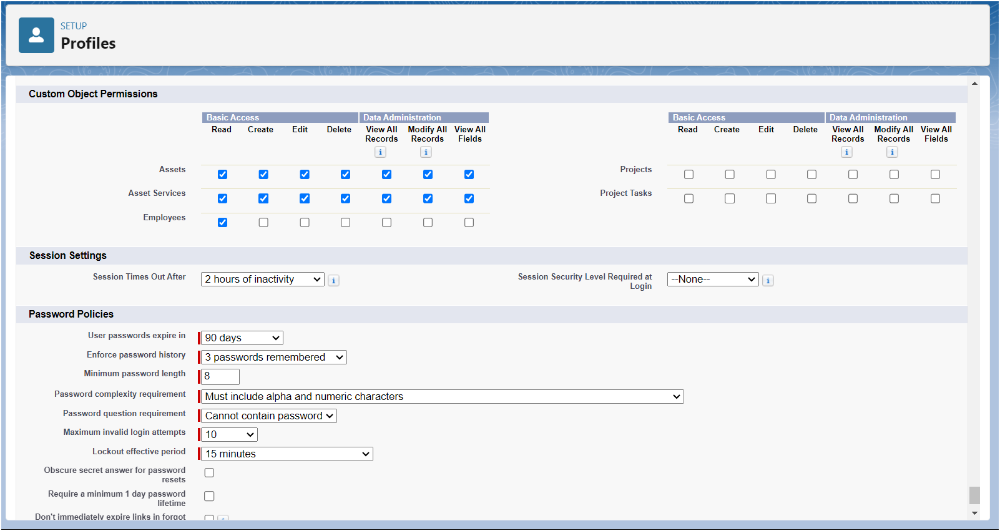 SETUP
Profiles
Custom Object Permissions
Basic Access Data Administration
Read Create Edit Delete View All Records Modify All Records View All Fields
Basic Access Data Administration
Read Create Edit Delete View All Records Modify All Records View All Fields
Assets
Projects
Asset Services
Project Tasks
Employees
Session Settings
Session Times Out After 2 hours of inactivity
Session Security Level Required at
Login
--None--
Password Policies
User passwords expire in 90 days
Enforce password history 3 passwords remembered
Minimum password length 8
Password complexity requirement Must include alpha and numeric characters
Password question requirement Cannot contain password
Maximum invalid login attempts 10
Lockout effective period 15 minutes
Obscure secret answer for password
resets
Require a minimum 1 day password
lifetime
Don't immediately expire links in forgot